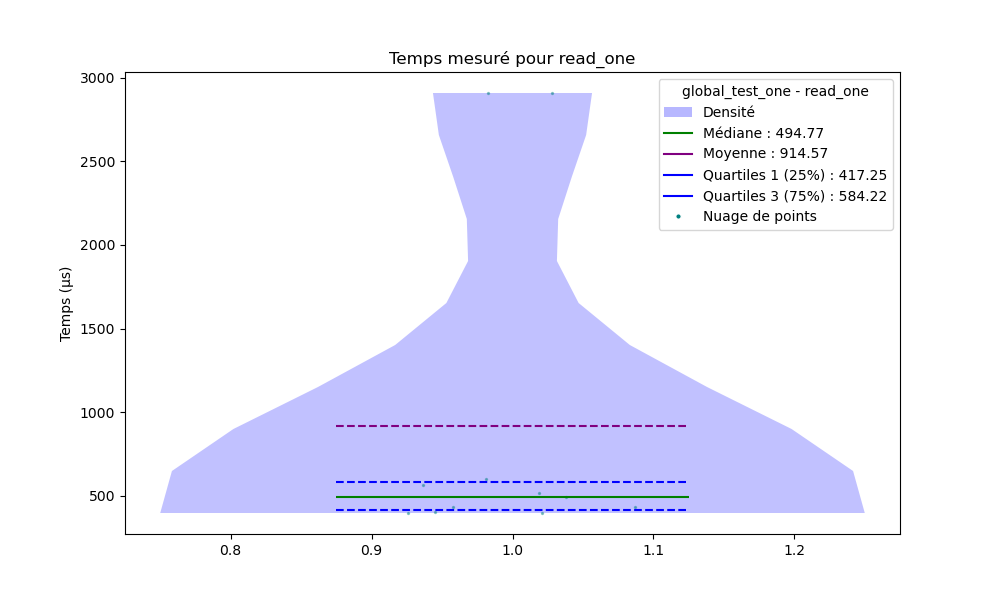 Temps mesuré pour read_one
3000
2500
2000
1500
1000
500
Temps (µs)
global_test_one - read_one
Densité
Médiane : 494.77
Moyenne : 914.57
Quartiles 1 (25%) : 417.25
Quartiles 3 (75%) : 584.22
Nuage de points
0.8
0.9
1.0
1.1
1.2